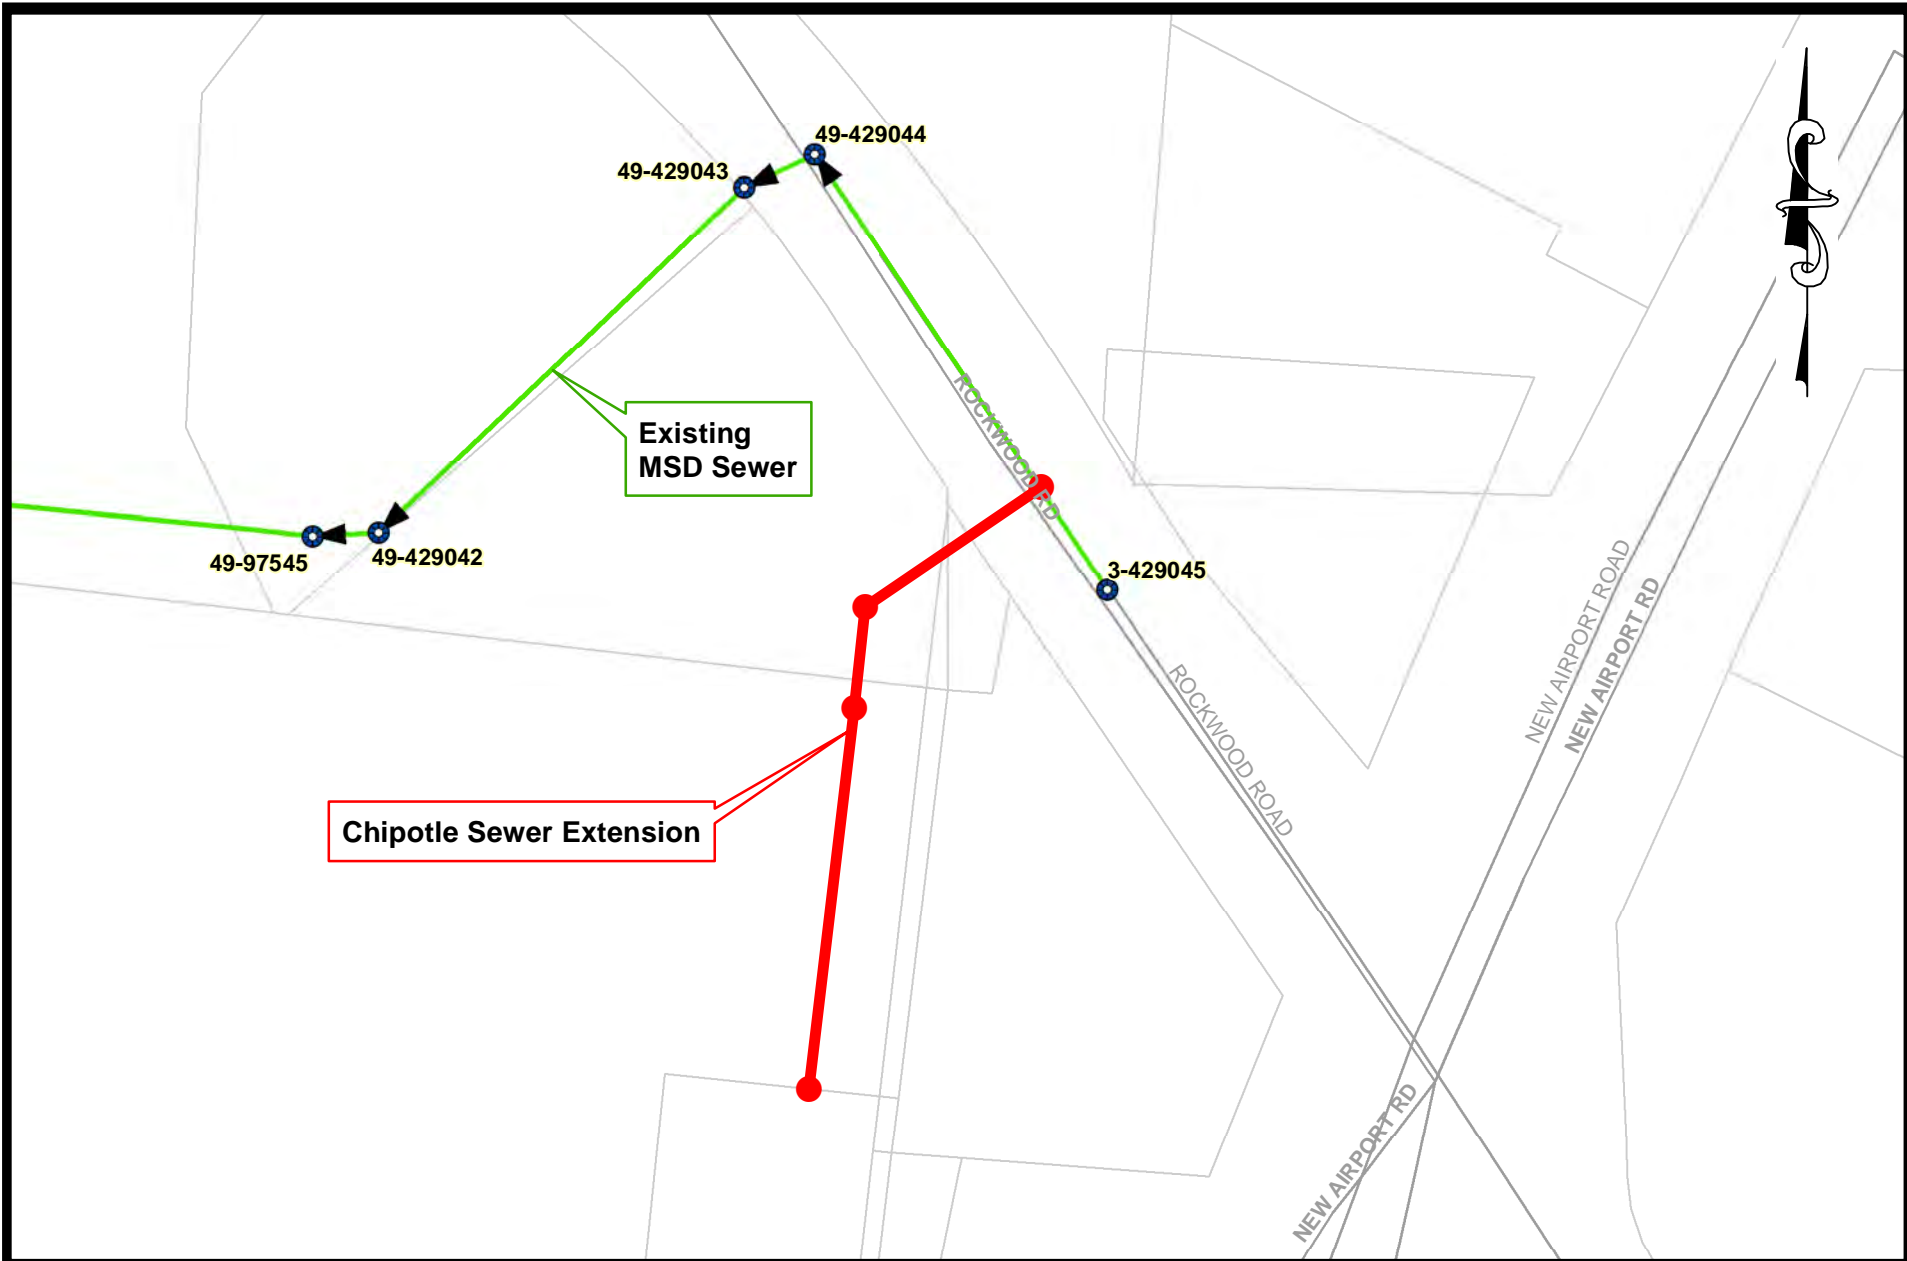 49-429044
49-429043
Existing
MSD Sewer
ROCKWOOD RD
49-97545
49-429042
3-429045
NEW AIRPORT ROAD
NEW AIRPORT RD
ROCKWOOD ROAD
Chipotle Sewer Extension
NEW AIRPORT RD